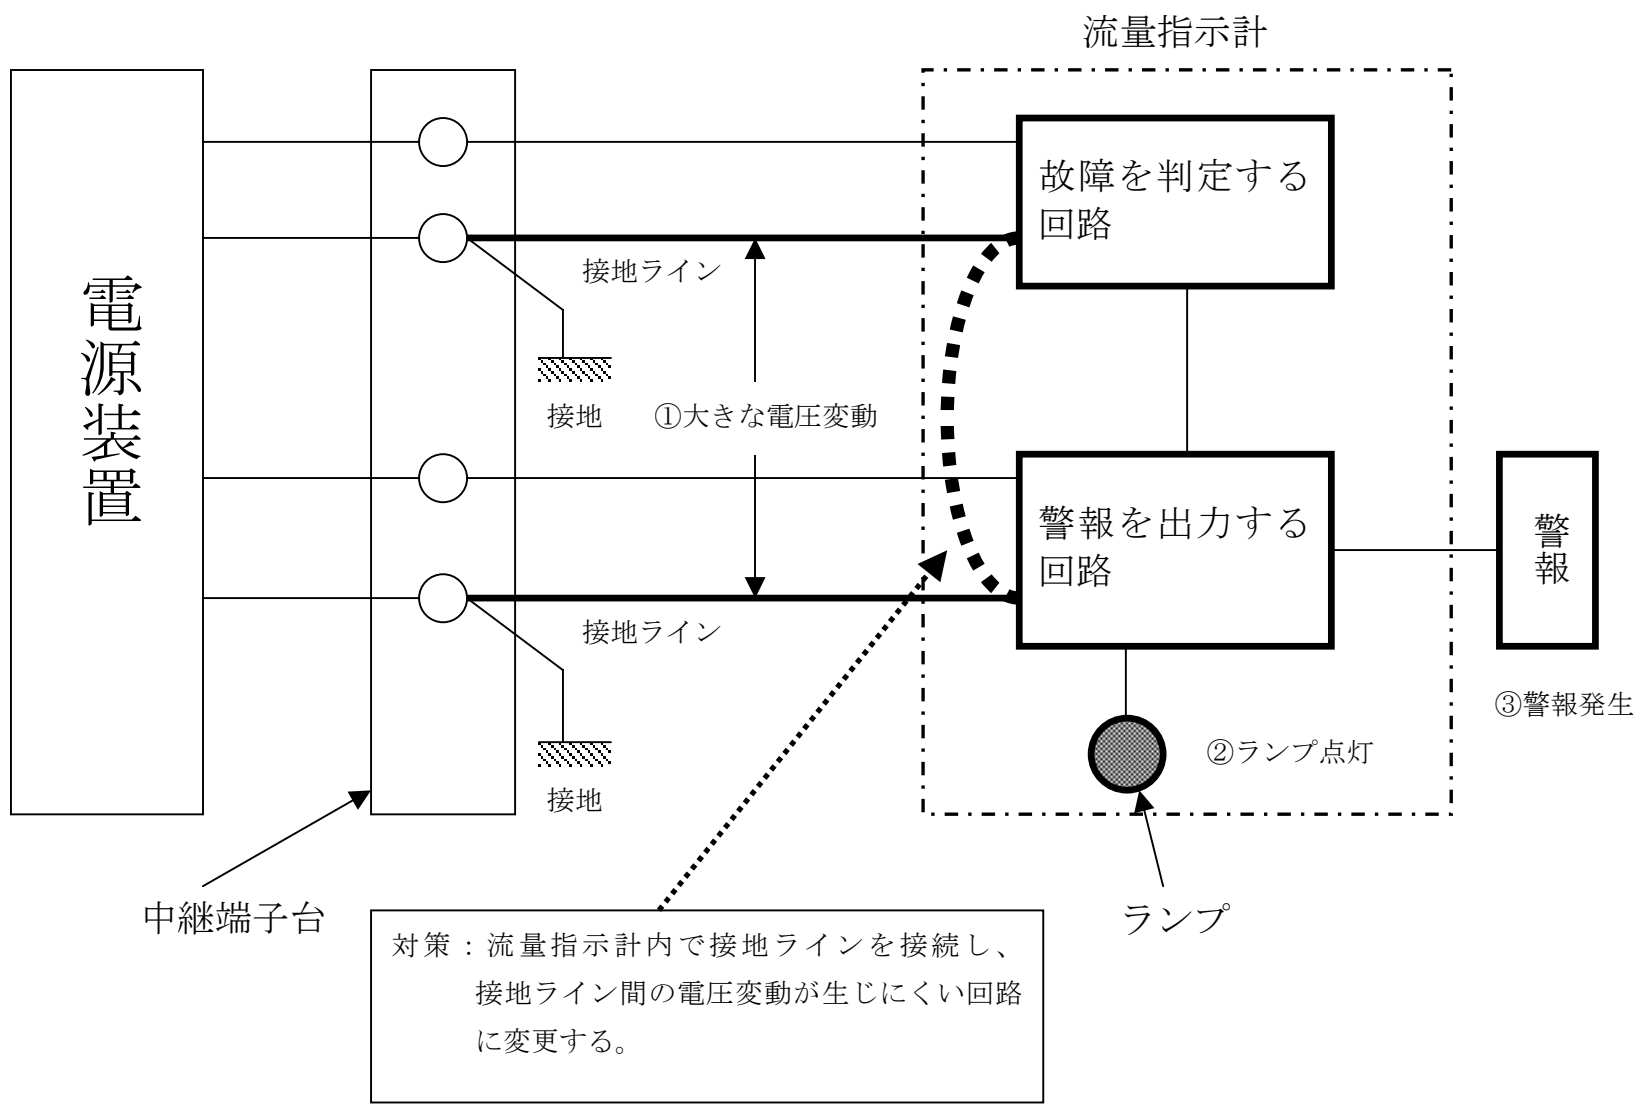 流量指示計
電源装置
故障を判定する
回路
接地ライン
接地
①大きな電圧変動
警報を出力する
回路
警報
接地ライン
③警報発生
②ランプ点灯
接地
中継端子台
ランプ
対策：流量指示計内で接地ラインを接続し、
接地ライン間の電圧変動が生じにくい回路
に変更する。